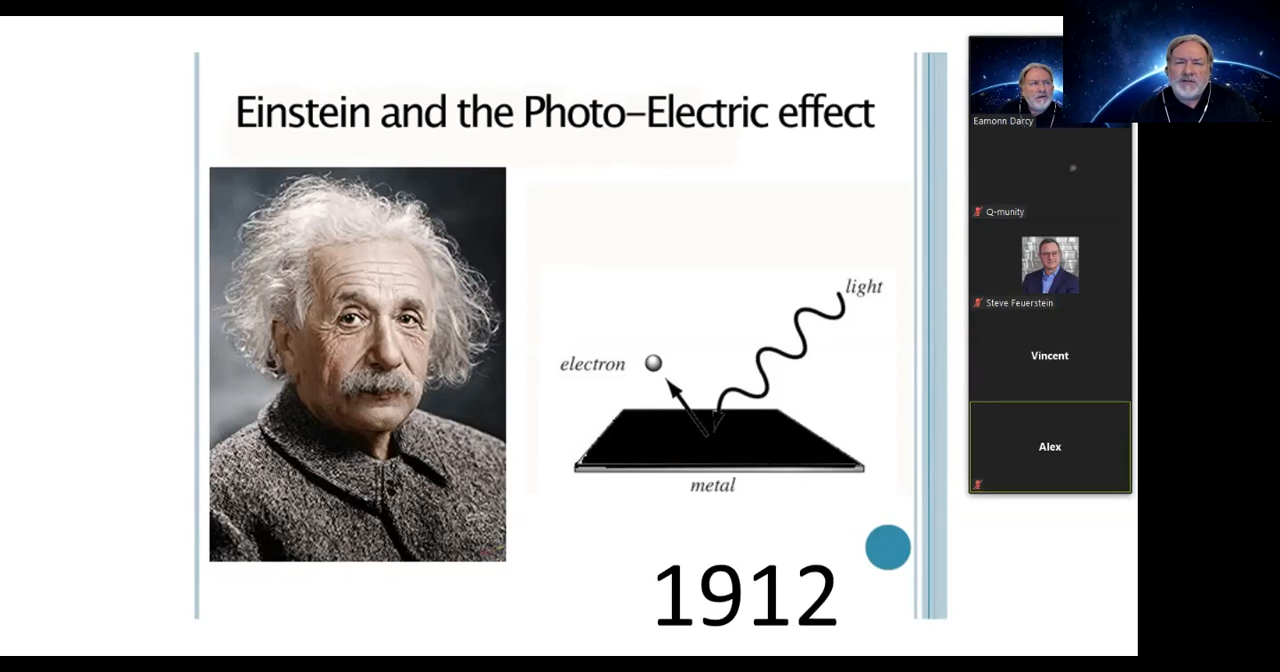 Einstein and the Photo-Electric effect
light
electron
metal
1912
Eamonn Darcy
Q-munity
Steve Feuerstein
Vincent
Alex